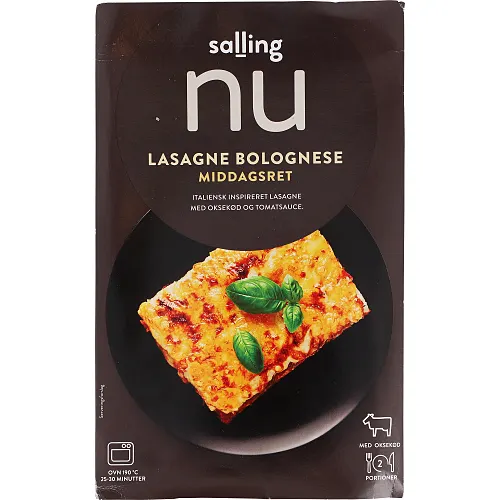 salling
nu
LASAGNE BOLOGNESE
MIDDAGSRET
ITALIENSK INSPIRERET LASAGNE
MED OKSEKØD OG TOMATSAUCE.
MED OKSEKØD
2
PORTIONER
OVN 190 °C
25-30 MINUTTER
Serveringsforslag